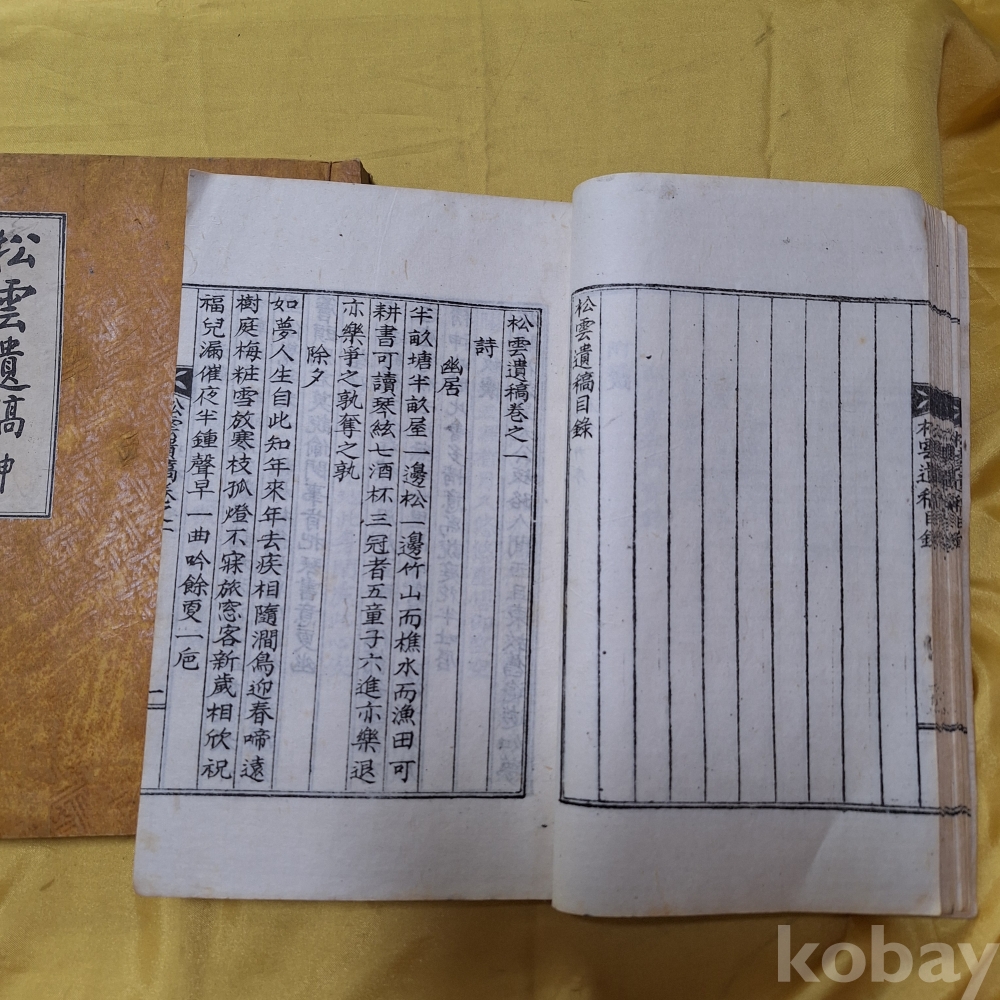 松雲遺稿目錄
松雲遺稿目錄
松雲遺稿卷之一
詩
幽居
半畝塘半畝屋一邊松一邊竹山而樵水而漁田可
耕書可讀琴絃七酒杯三冠者五童子六進亦樂退
亦樂爭之孰奪之孰
除夕
如夢人生自此知年來年去疾相隨澗鳥迎春啼遠
樹庭梅粧雪放寒枝孤燈不寐旅窓客新歲相欣祝
福兒漏催夜半鍾聲早一曲吟餘更一巵
松雲遺稿卷之一
一
松雲遺稿 坤
kobay